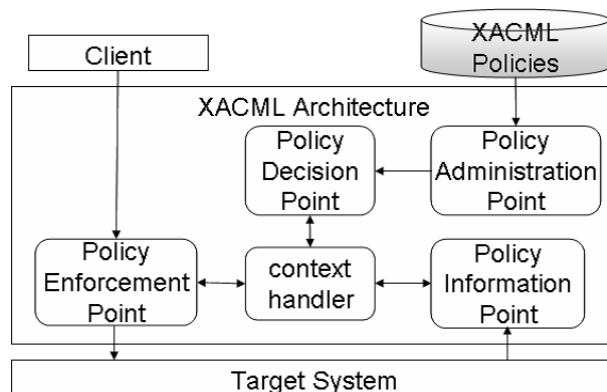 Client
XACML
Policies
XACML Architecture
Policy
Decision
Point
Policy
Administration
Point
Policy
Enforcement
Point
context
handler
Policy
Information
Point
Target System